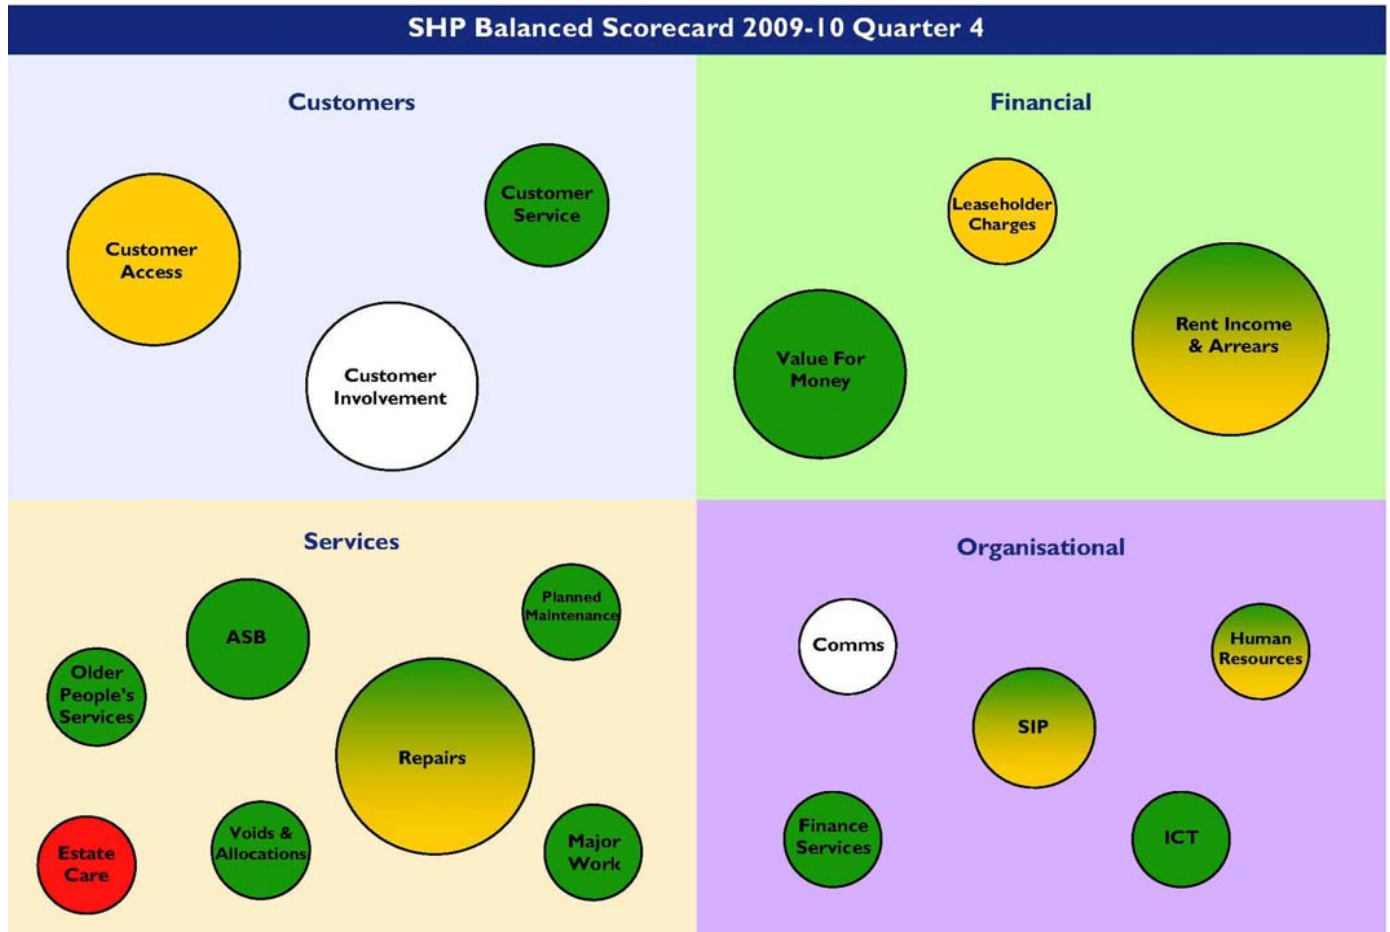 SHP Balanced Scorecard 2009-10 Quarter 4
Customers
Customer
Access
Customer
Service
Customer
Involvement
Financial
Leaseholder
Charges
Value For
Money
Rent Income
& Arrears
Services
Planned
Maintenance
ASB
Older
People's
Services
Repairs
Estate
Care
Voids &
Allocations
Major
Work
Organisational
Comms
Human
Resources
SIP
Finance
Services
ICT